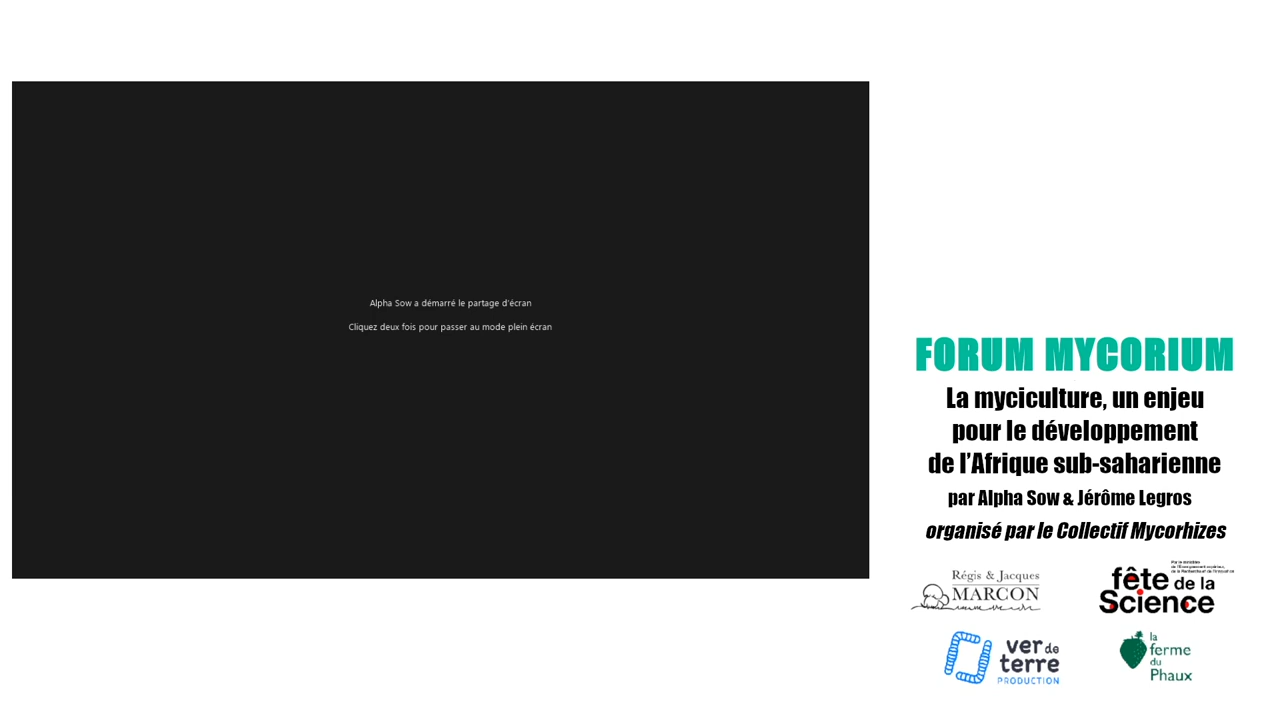 Alpha Sow a démarré le partage d'écran
Cliquez deux fois pour passer au mode plein écran
FORUM MYCORIUM
La myciculture, un enjeu
pour le développement
de l'Afrique sub-saharienne
par Alpha Sow & Jérôme Legros
organisé par le Collectif Mycorhizes
Régis & Jacques
MARCON
fête de la
Science
ver de
terre
PRODUCTION
la
ferme
du
Phaux